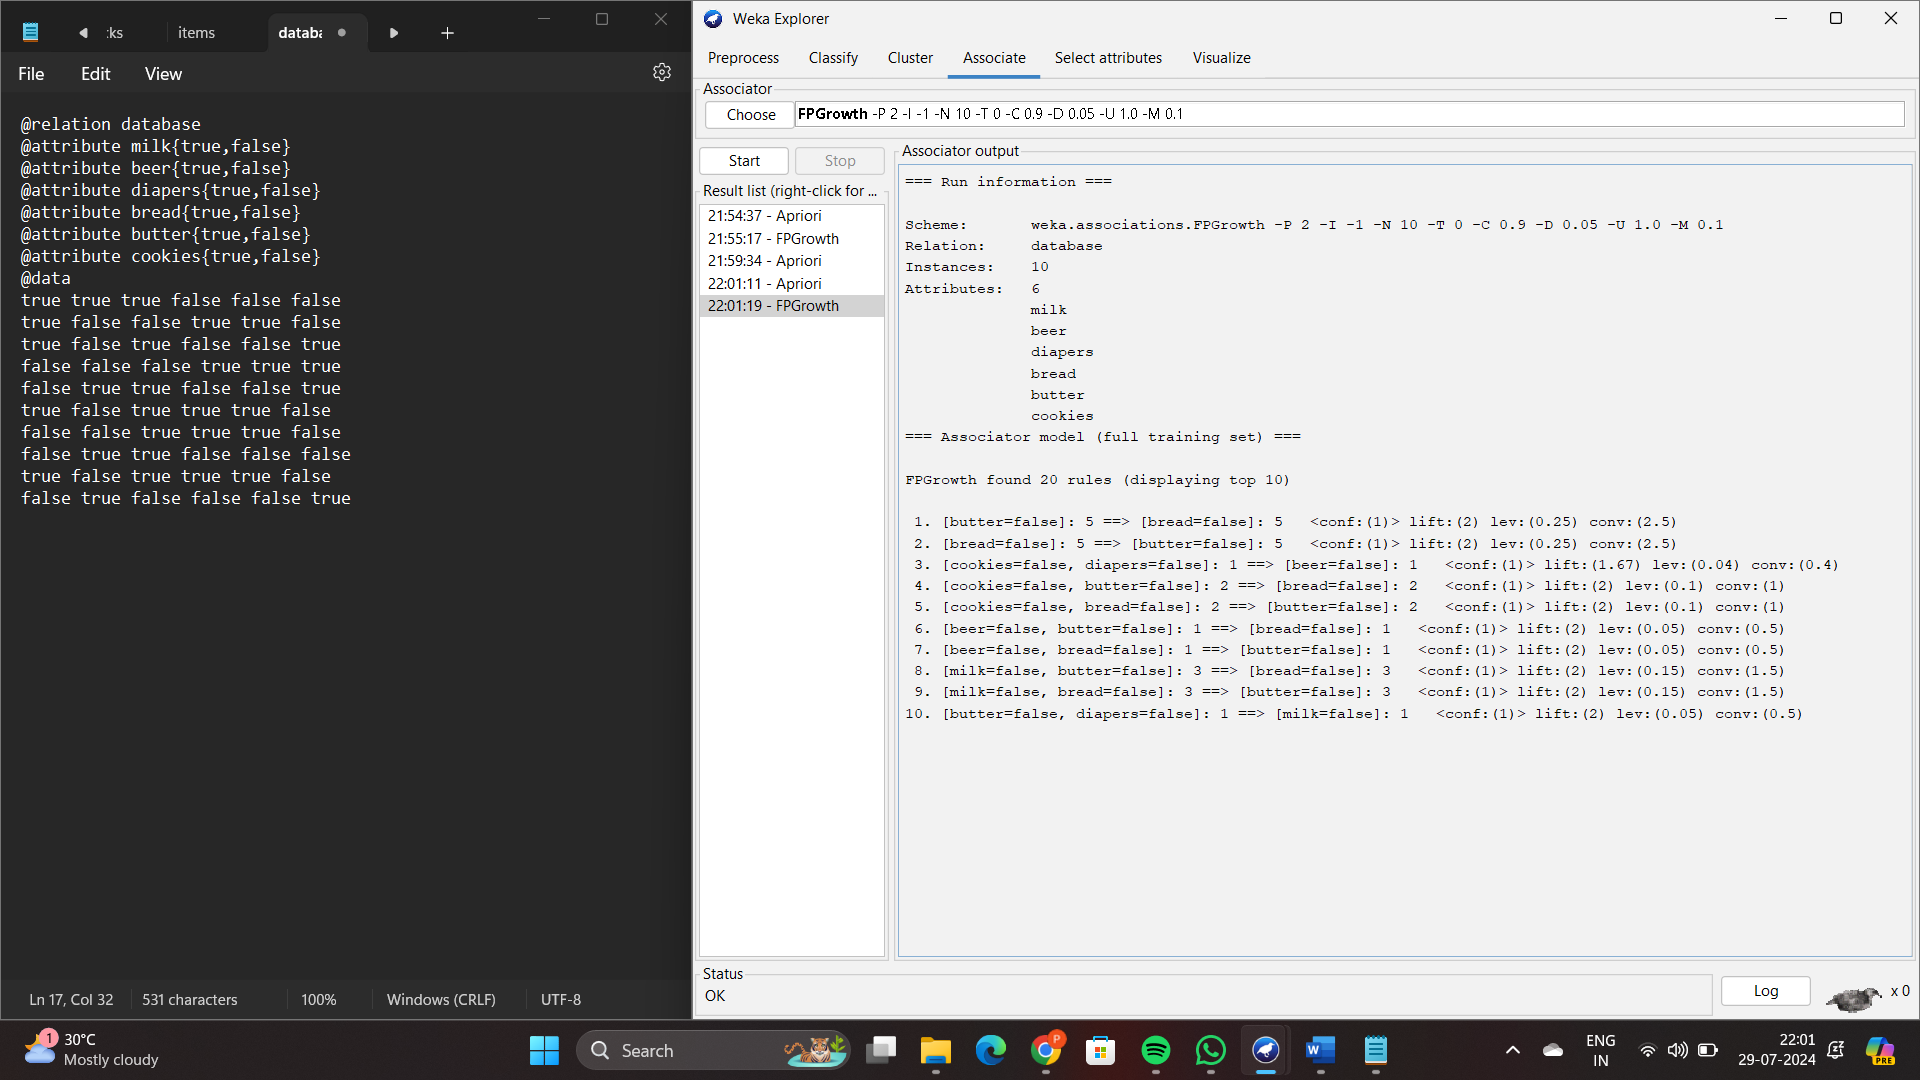 :ks
items
databa
File
Edit
View
@relation database
@attribute milk{true,false}
@attribute beer{true,false}
@attribute diapers{true,false}
@attribute bread{true,false}
@attribute butter{true,false}
@attribute cookies{true,false}
@data
true true true false false false
true false false true true false
true false true false false true
false false false true true true
false true true false false true
true false true true true false
false false true true true false
false true true false false false
true false true true true false
false true false false false true
Ln 17, Col 32
531 characters
100%
Windows (CRLF)
UTF-8
Weka Explorer
Preprocess
Classify
Cluster
Associate
Select attributes
Visualize
Associator
Choose
FPGrowth -P 2 -I -1 -N 10 -T 0 -C 0.9 -D 0.05 -U 1.0 -M 0.1
Start
Stop
Result list (right-click for ...
21:54:37 - Apriori
21:55:17 - FPGrowth
21:59:34 - Apriori
22:01:11 - Apriori
22:01:19 - FPGrowth
Associator output
=== Run information ===
Scheme: weka.associations.FPGrowth -P 2 -I -1 -N 10 -T 0 -C 0.9 -D 0.05 -U 1.0 -M 0.1
Relation: database
Instances: 10
Attributes: 6
milk
beer
diapers
bread
butter
cookies
=== Associator model (full training set) ===
FPGrowth found 20 rules (displaying top 10)
1. [butter=false]: 5 ==> [bread=false]: 5 <conf:(1)> lift:(2) lev:(0.25) conv:(2.5)
2. [bread=false]: 5 ==> [butter=false]: 5 <conf:(1)> lift:(2) lev:(0.25) conv:(2.5)
3. [cookies=false, diapers=false]: 1 ==> [beer=false]: 1 <conf:(1)> lift:(1.67) lev:(0.04) conv:(0.4)
4. [cookies=false, butter=false]: 2 ==> [bread=false]: 2 <conf:(1)> lift:(2) lev:(0.1) conv:(1)
5. [cookies=false, bread=false]: 2 ==> [butter=false]: 2 <conf:(1)> lift:(2) lev:(0.1) conv:(1)
6. [beer=false, butter=false]: 1 ==> [bread=false]: 1 <conf:(1)> lift:(2) lev:(0.05) conv:(0.5)
7. [beer=false, bread=false]: 1 ==> [butter=false]: 1 <conf:(1)> lift:(2) lev:(0.05) conv:(0.5)
8. [milk=false, butter=false]: 3 ==> [bread=false]: 3 <conf:(1)> lift:(2) lev:(0.15) conv:(1.5)
9. [milk=false, bread=false]: 3 ==> [butter=false]: 3 <conf:(1)> lift:(2) lev:(0.15) conv:(1.5)
10. [butter=false, diapers=false]: 1 ==> [milk=false]: 1 <conf:(1)> lift:(2) lev:(0.05) conv:(0.5)
Status
OK
Log
x 0
1
30°C
Mostly cloudy
Search
P
W
ENG
IN
22:01
29-07-2024
PRE